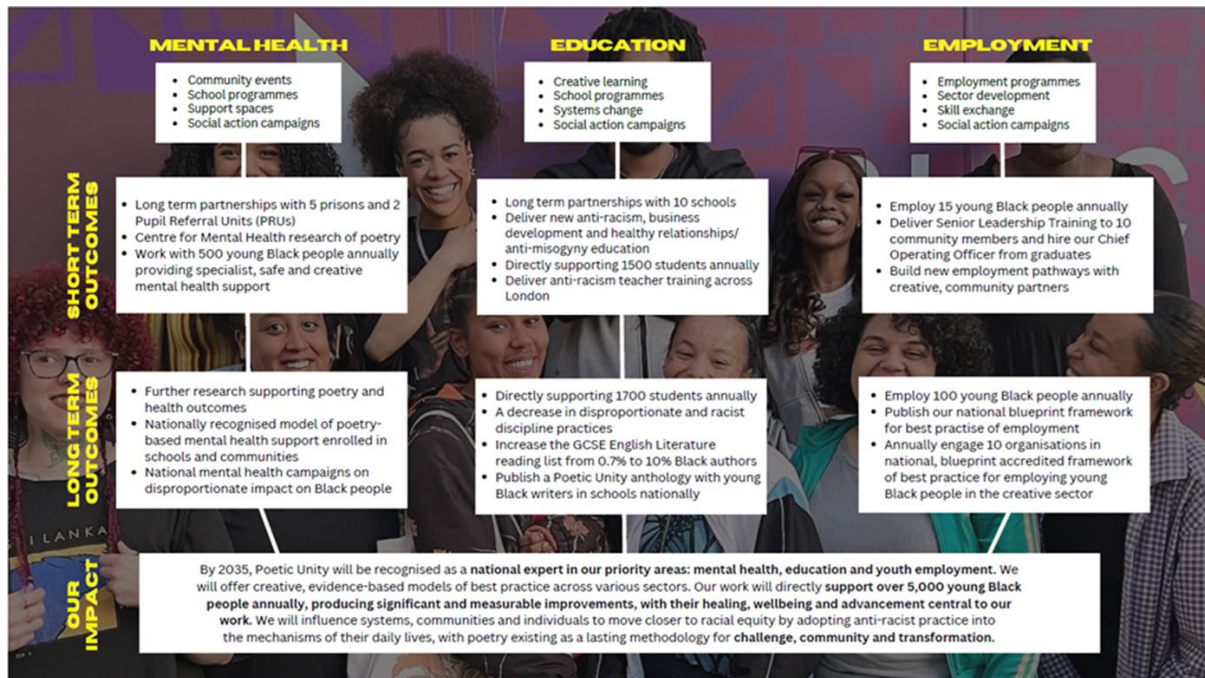 MENTAL HEALTH
• Community events
• School programmes
• Support spaces
• Social action campaigns
EDUCATION
• Creative learning
• School programmes
• Systems change
• Social action campaigns
EMPLOYMENT
• Employment programmes
• Sector development
• Skill exchange
• Social action campaigns
SHORT TERM
OUTCOMES
• Long term partnerships with 5 prisons and 2
Pupil Referral Units (PRUs)
• Centre for Mental Health research of poetry
• Work with 500 young Black people annually
providing specialist, safe and creative
mental health support
• Long term partnerships with 10 schools
• Deliver new anti-racism, business
development and healthy relationships/
anti-misogyny education
• Directly supporting 1500 students annually
• Deliver anti-racism teacher training across
London
• Employ 15 young Black people annually
• Deliver Senior Leadership Training to 10
community members and hire our Chief
Operating Officer from graduates
• Build new employment pathways with
creative, community partners
LONG TERM
OUTCOMES
• Further research supporting poetry and
health outcomes
• Nationally recognised model of poetry-
based mental health support enrolled in
schools and communities
• National mental health campaigns on
disproportionate impact on Black people
• Directly supporting 1700 students annually
• A decrease in disproportionate and racist
discipline practices
• Increase the GCSE English Literature
reading list from 0.7% to 10% Black authors
• Publish a Poetic Unity anthology with young
Black writers in schools nationally
• Employ 100 young Black people annually
• Publish our national blueprint framework
for best practise of employment
• Annually engage 10 organisations in
national, blueprint accredited framework
of best practice for employing young
Black people in the creative sector
LANKA
OUR
IMPACT
By 2035, Poetic Unity will be recognised as a national expert in our priority areas: mental health, education and youth employment. We
will offer creative, evidence-based models of best practice across various sectors. Our work will directly support over 5,000 young Black
people annually, producing significant and measurable improvements, with their healing, wellbeing and advancement central to our
work. We will influence systems, communities and individuals to move closer to racial equity by adopting anti-racist practice into
the mechanisms of their daily lives, with poetry existing as a lasting methodology for challenge, community and transformation.